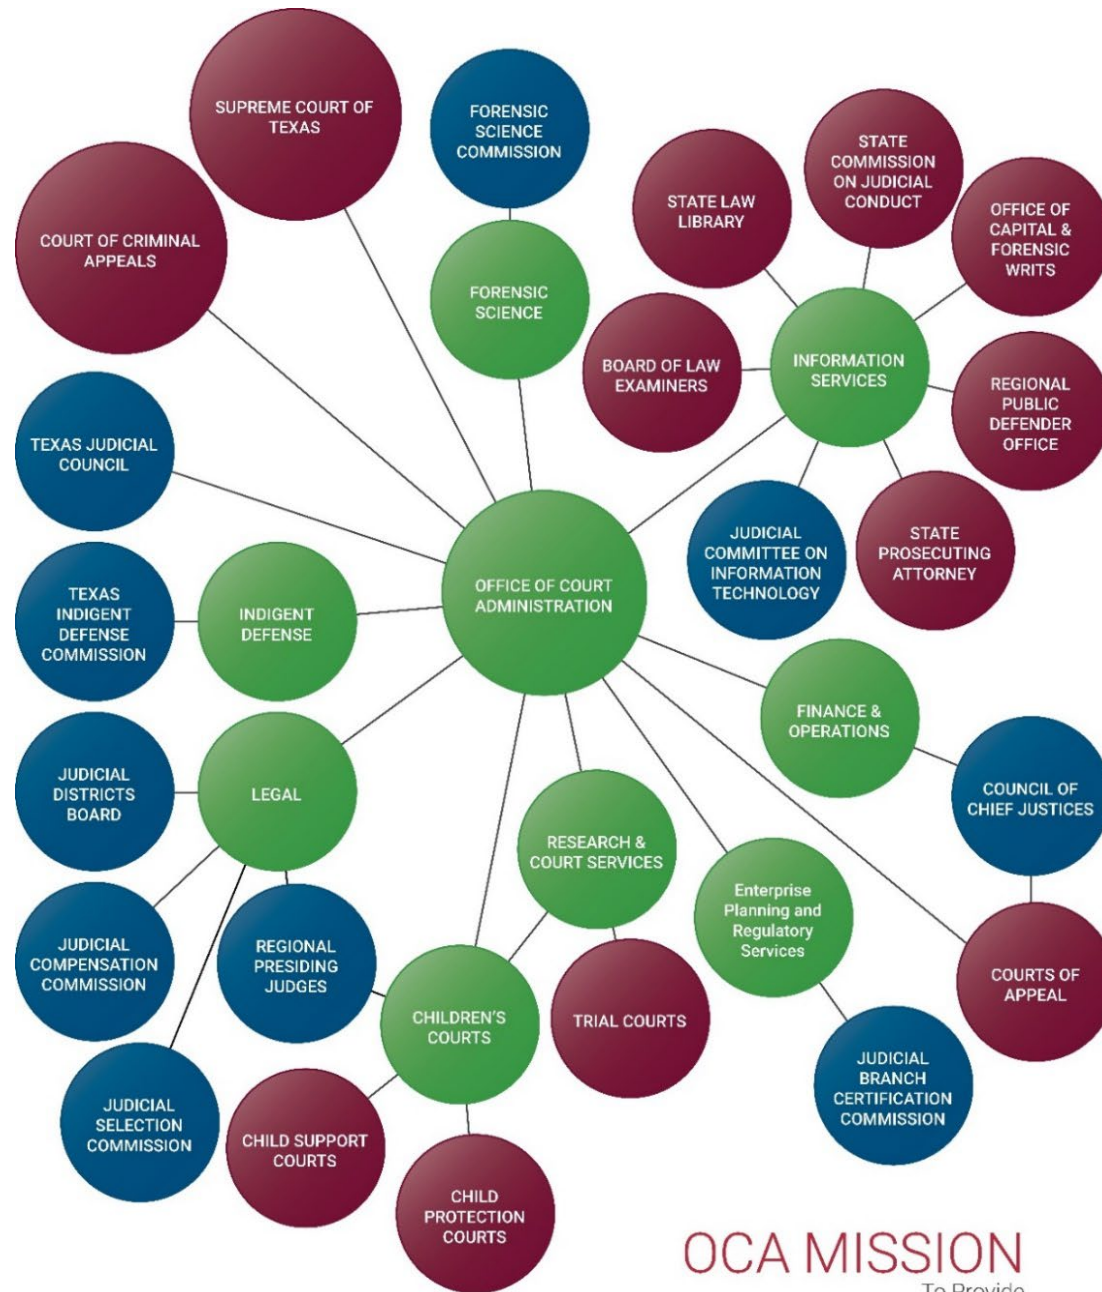 SUPREME COURT OF
TEXAS
COURT OF CRIMINAL
APPEALS
FORENSIC
SCIENCE
COMMISSION
FORENSIC
SCIENCE
STATE LAW
LIBRARY
STATE
COMMISSION
ON JUDICIAL
CONDUCT
OFFICE OF
CAPITAL &
FORENSIC
WRITS
BOARD OF LAW
EXAMINERS
INFORMATION
SERVICES
REGIONAL
PUBLIC
DEFENDER
OFFICE
JUDICIAL
COMMITTEE ON
INFORMATION
TECHNOLOGY
STATE
PROSECUTING
ATTORNEY
TEXAS JUDICIAL
COUNCIL
OFFICE OF COURT
ADMINISTRATION
TEXAS
INDIGENT
DEFENSE
COMMISSION
INDIGENT
DEFENSE
FINANCE &
OPERATIONS
COUNCIL OF
CHIEF JUSTICES
JUDICIAL
DISTRICTS
BOARD
LEGAL
RESEARCH &
COURT SERVICES
Enterprise
Planning and
Regulatory
Services
JUDICIAL
COMPENSATION
COMMISSION
REGIONAL
PRESIDING
JUDGES
CHILDREN'S
COURTS
TRIAL COURTS
COURTS OF
APPEAL
JUDICIAL
BRANCH
CERTIFICATION
COMMISSION
JUDICIAL
SELECTION
COMMISSION
CHILD SUPPORT
COURTS
CHILD
PROTECTION
COURTS
OCA MISSION
To Provide